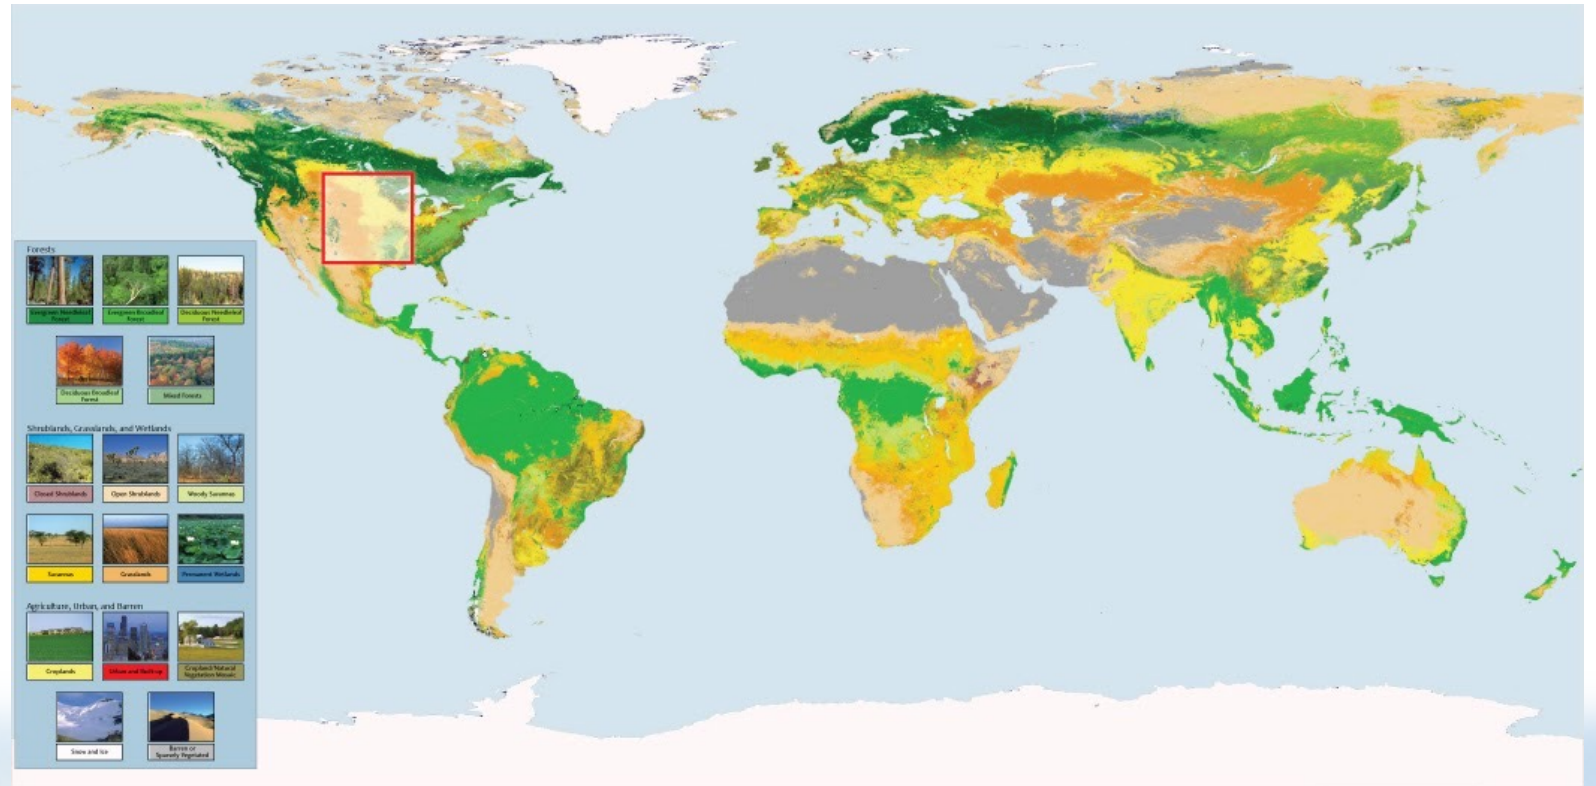 Forests
Evergreen Needleleaf
Forest
Evergreen Broadleaf
Forest
Deciduous Needleleaf
Forest
Deciduous Broadleaf
Forest
Mixed Forests
Shrublands, Grasslands, and Wetlands
Closed Shrublands
Open Shrublands
Woody Savannas
Savannas
Grasslands
Permanent Wetlands
Agriculture, Urban, and Barren
Croplands
Urban and Built-up
Cropland/Natural
Vegetation Mosaic
Snow and Ice
Barren or
Sparsely Vegetated